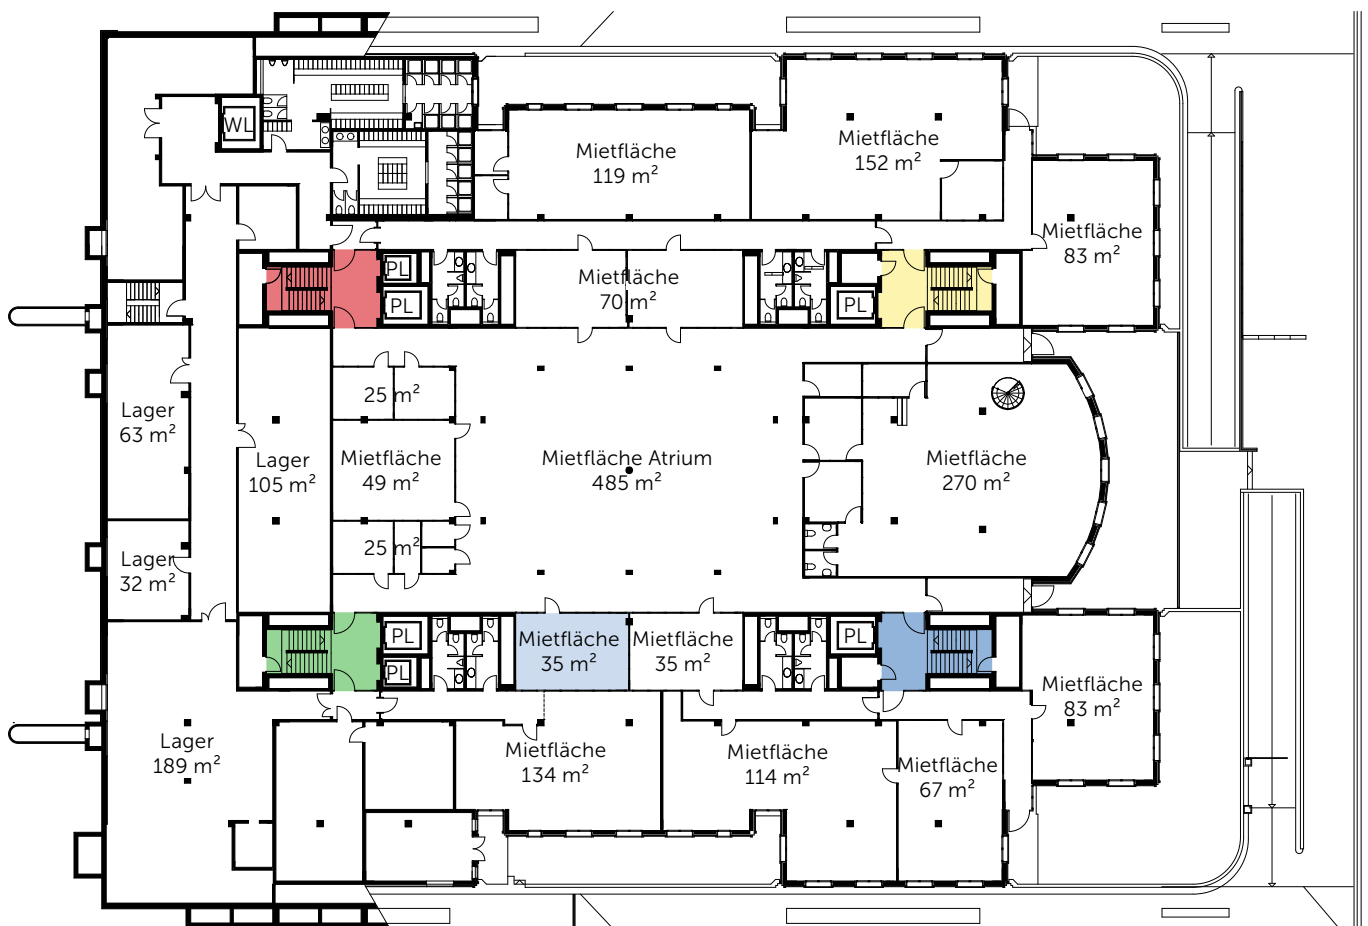 WL
Mietfläche
119 m²
Mietfläche
152 m²
Mietfläche
83 m²
PL
PL
Mietfläche
70 m²
PL
25 m²
Lager
63 m²
Lager
105 m²
Mietfläche
49 m²
Mietfläche Atrium
485 m²
Mietfläche
270 m²
25 m²
Lager
32 m²
PL
PL
Mietfläche
35 m²
Mietfläche
35 m²
PL
Mietfläche
83 m²
Lager
189 m²
Mietfläche
134 m²
Mietfläche
114 m²
Mietfläche
67 m²